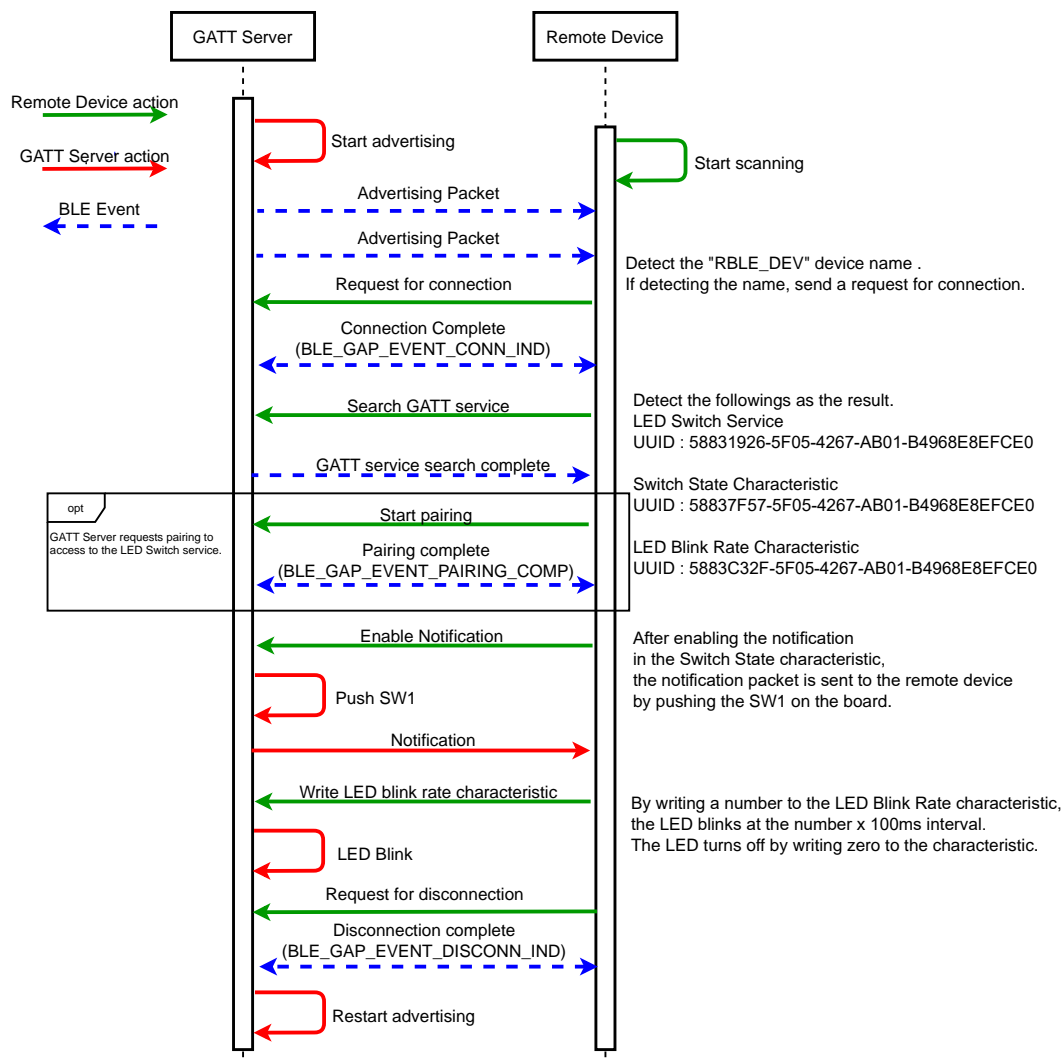 GATT Server
Remote Device
Remote Device action
GATT Server action
BLE Event
Start advertising
Start scanning
Advertising Packet
Advertising Packet
Detect the "RBLE_DEV" device name .
If detecting the name, send a request for connection.
Request for connection
Connection Complete
(BLE_GAP_EVENT_CONN_IND)
Search GATT service
Detect the followings as the result.
LED Switch Service
UUID : 58831926-5F05-4267-AB01-B4968E8EFCE0
GATT service search complete
Switch State Characteristic
UUID : 58837F57-5F05-4267-AB01-B4968E8EFCE0
opt
GATT Server requests pairing to
access to the LED Switch service.
Start pairing
Pairing complete
(BLE_GAP_EVENT_PAIRING_COMP)
LED Blink Rate Characteristic
UUID : 5883C32F-5F05-4267-AB01-B4968E8EFCE0
Enable Notification
After enabling the notification
in the Switch State characteristic,
the notification packet is sent to the remote device
by pushing the SW1 on the board.
Push SW1
Notification
Write LED blink rate characteristic
By writing a number to the LED Blink Rate characteristic,
the LED blinks at the number x 100ms interval.
The LED turns off by writing zero to the characteristic.
LED Blink
Request for disconnection
Disconnection complete
(BLE_GAP_EVENT_DISCONN_IND)
Restart advertising